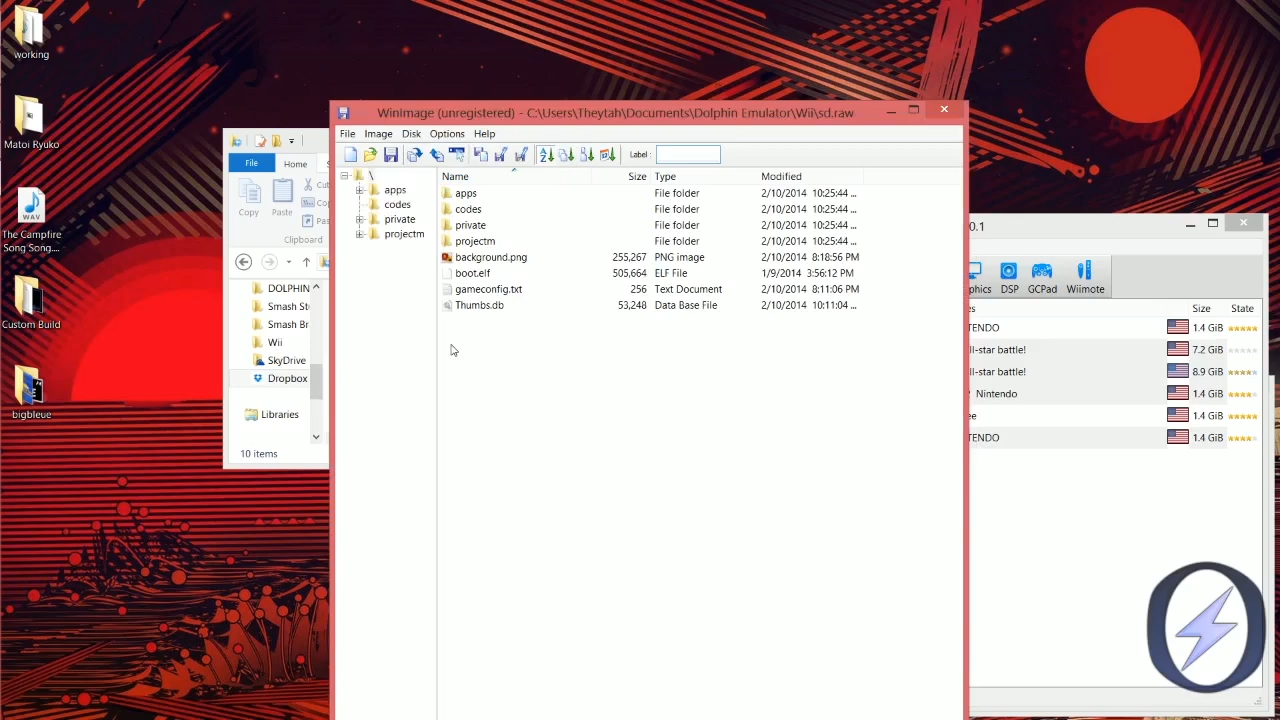 working
Matoi Ryuko
The Campfire
Song Song....
Custom Build
bigbleue
File
Home
Copy
Paste
Cut
Cop
Pas
Clipboard
DOLPHIN
Smash St
Smash Br
Wii
SkyDrive
Dropbox
Libraries
10 items
WinImage (unregistered) - C:\Users\Theytah\Documents\Dolphin Emulator\Wii\sd.raw
File Image Disk Options Help
Label :
\
apps
codes
private
projectm
Name Size Type Modified
apps File folder 2/10/2014 10:25:44 ...
codes File folder 2/10/2014 10:25:44 ...
private File folder 2/10/2014 10:25:44 ...
projectm File folder 2/10/2014 10:25:44 ...
background.png 255,267 PNG image 2/10/2014 8:18:56 PM
boot.elf 505,664 ELF File 1/9/2014 3:56:12 PM
gameconfig.txt 256 Text Document 2/10/2014 8:11:06 PM
Thumbs.db 53,248 Data Base File 2/10/2014 10:11:04 ...
0.1
phics DSP GCPad Wiimote
es Size State
TENDO 1.4 GiB
ll-star battle! 7.2 GiB
ll-star battle! 8.9 GiB
Nintendo 1.4 GiB
ee 1.4 GiB
TENDO 1.4 GiB